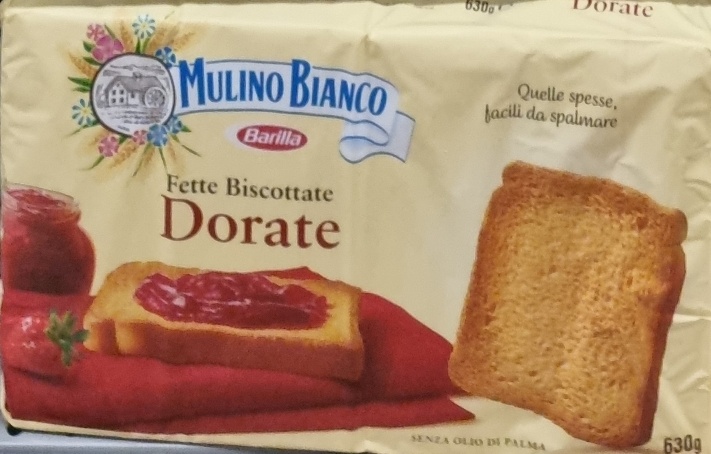 630g
Dorate
MULINO BIANCO
Barilla
Quelle spesse,
facili da spalmare
Fette Biscottate
Dorate
SENZA OLIO DI PALMA
630g